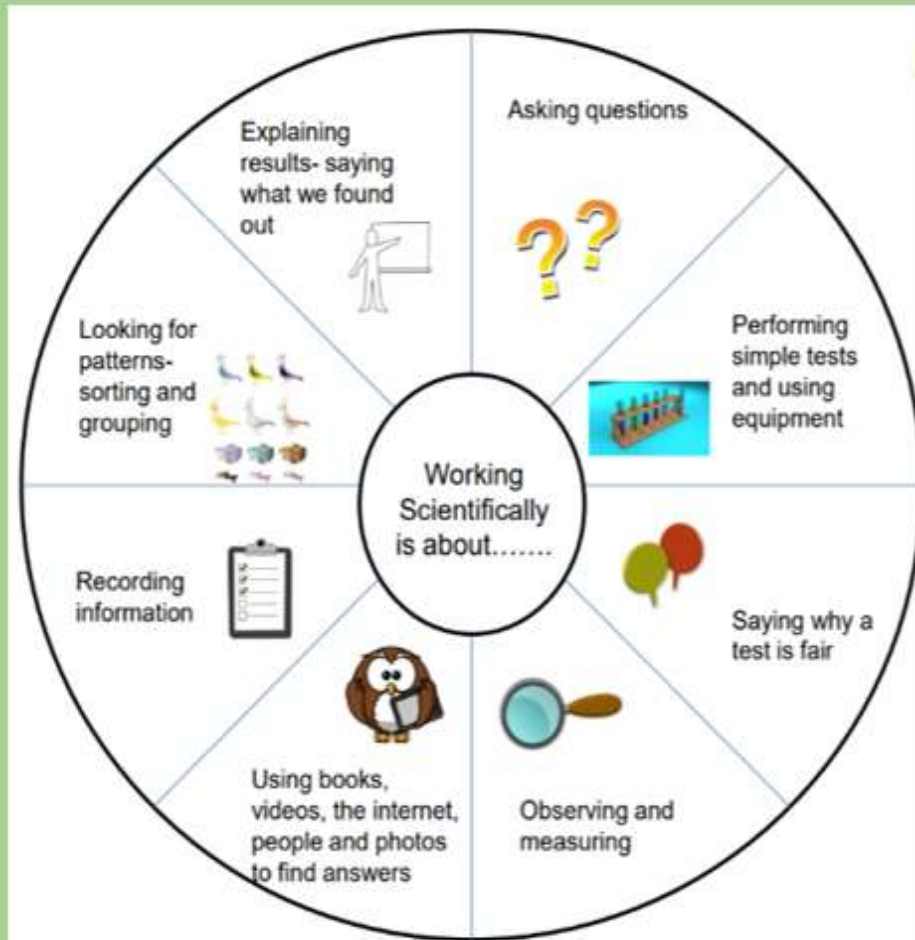 Asking questions
Performing
simple tests
and using
equipment
Saying why a
test is fair
Observing and
measuring
Using books,
videos, the internet,
people and photos
to find answers
Recording
information
Looking for
patterns-
sorting and
grouping
Explaining
results- saying
what we found
out
Working
Scientifically
is about…….